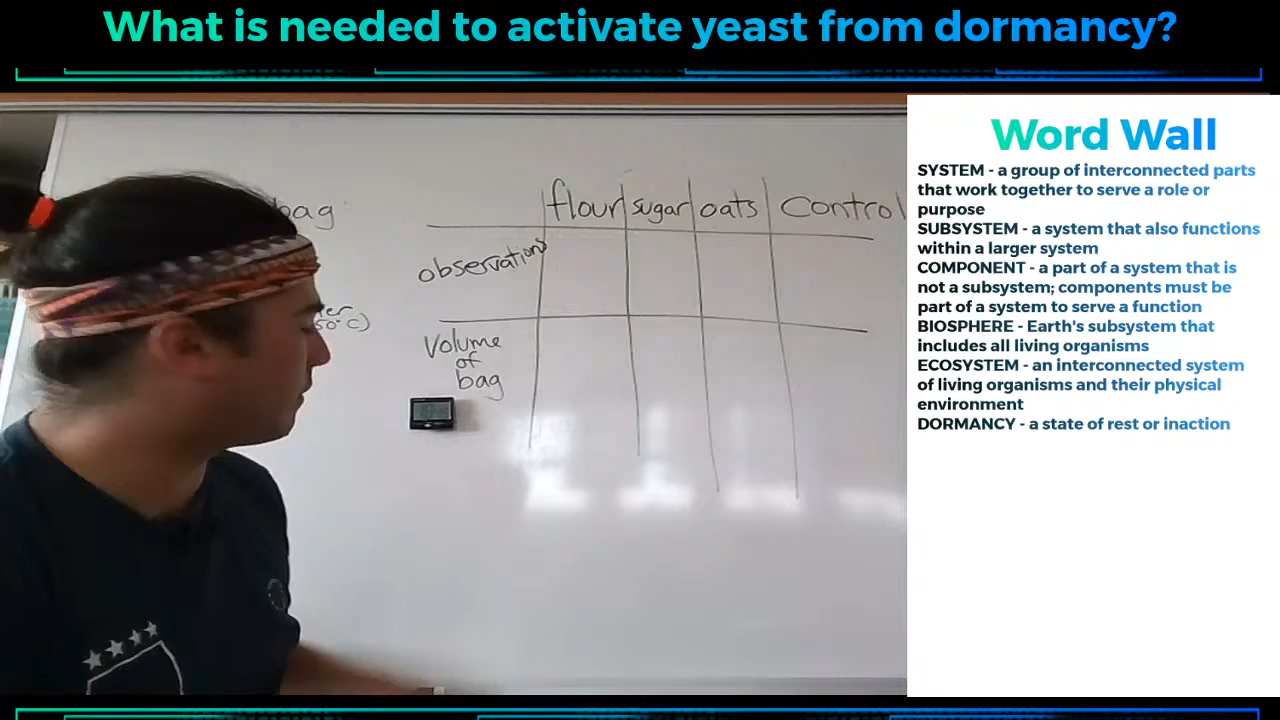 What is needed to activate yeast from dormancy?
bag
flour sugar oats Control
observations
50°C)
Volume
of
bag
Word Wall
SYSTEM - a group of interconnected parts
that work together to serve a role or
purpose
SUBSYSTEM - a system that also functions
within a larger system
COMPONENT - a part of a system that is
not a subsystem; components must be
part of a system to serve a function
BIOSPHERE - Earth's subsystem that
includes all living organisms
ECOSYSTEM - an interconnected system
of living organisms and their physical
environment
DORMANCY - a state of rest or inaction